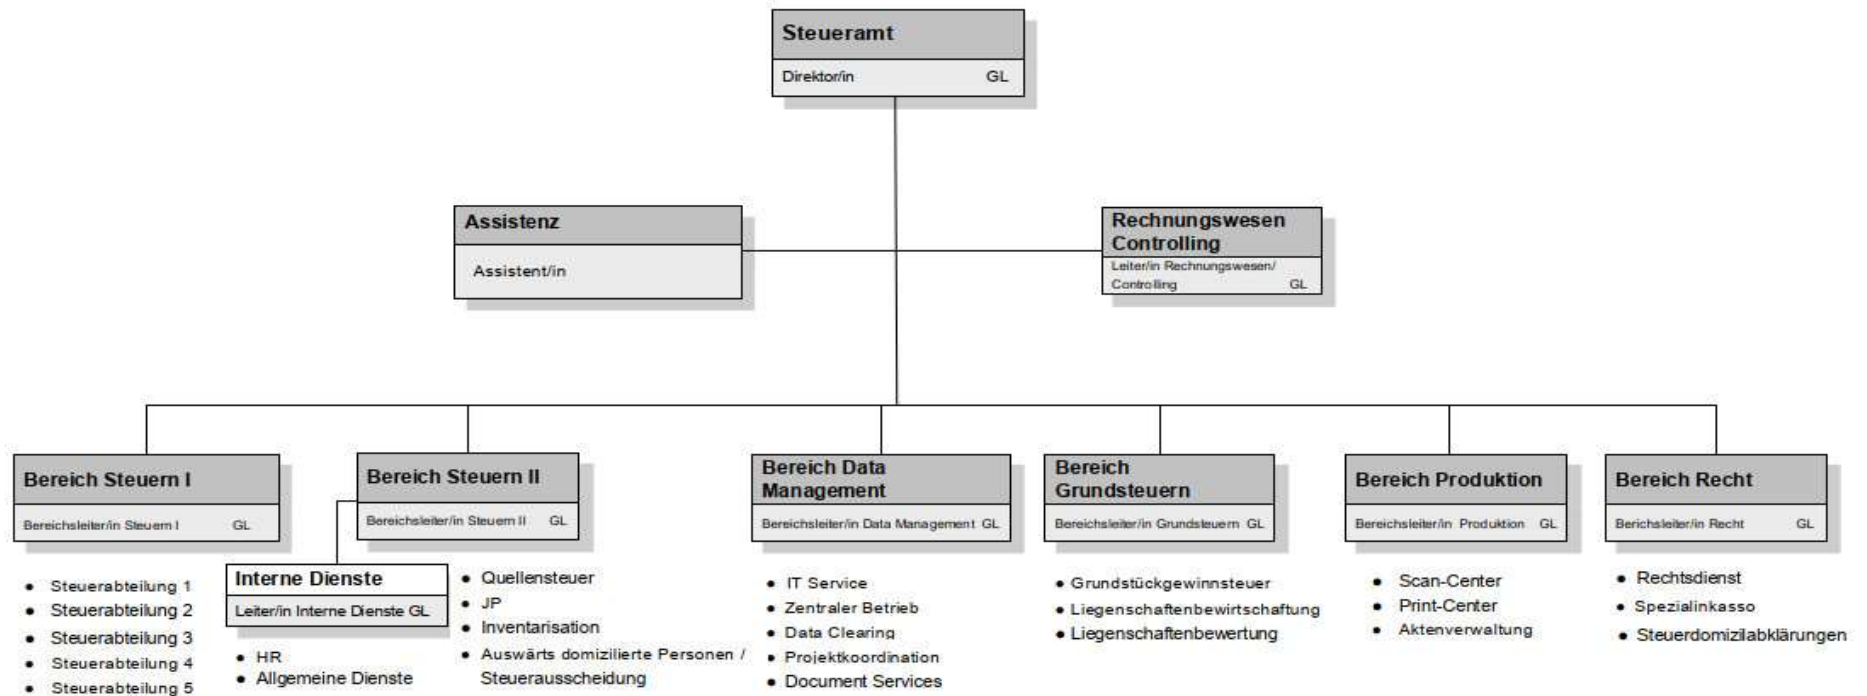 Steueramt
Direktor/in GL
Assistenz
Assistent/in
Rechnungswesen
Controlling
Leiter/in Rechnungswesen/
Controlling GL
Bereich Steuern I
Bereichsleiter/in Steuern I GL
• Steuerabteilung 1
• Steuerabteilung 2
• Steuerabteilung 3
• Steuerabteilung 4
• Steuerabteilung 5
Bereich Steuern II
Bereichsleiter/in Steuern II GL
Interne Dienste
Leiter/in Interne Dienste GL
• HR
• Allgemeine Dienste
• Quellensteuer
• JP
• Inventarisation
• Auswärts domizilierte Personen /
Steuerausscheidung
Bereich Data
Management
Bereichsleiter/in Data Management GL
• IT Service
• Zentraler Betrieb
• Data Clearing
• Projektkoordination
• Document Services
Bereich
Grundsteuern
Bereichsleiter/in Grundsteuern GL
• Grundstückgewinnsteuer
• Liegenschaftenbewirtschaftung
• Liegenschaftenbewertung
Bereich Produktion
Bereichsleiter/in Produktion GL
• Scan-Center
• Print-Center
• Aktenverwaltung
Bereich Recht
Berichsleiter/in Recht GL
• Rechtsdienst
• Spezialinkasso
• Steuerdomizilabklärungen